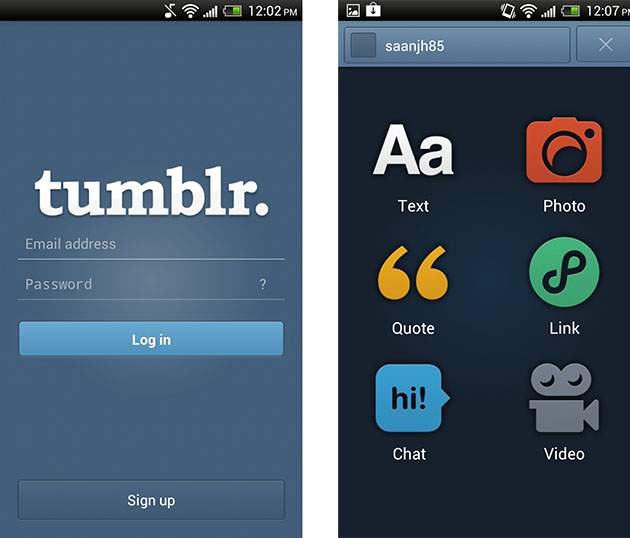 12:02 PM
tumblr.
Email address
Password ?
Log in
Sign up
12:07
saanjh85
Aa
Text
Photo
Quote
Link
hi!
Chat
Video